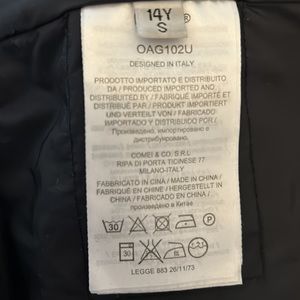 14Y
S
®
OAG102U
DESIGNED IN ITALY
PRODOTTO IMPORTATO E DISTRIBUITO
DA / PRODUCED IMPORTED AND
DISTRIBUITED BY / FABRIQUÉ IMPORTÉ ET
DISTRIBUÉ PAR / PRODUKT IMPORTIERT
UND VERTEILT VON / FABRICADO
IMPORTADO Y DISTRIBUIDO POR /
Произведено, импортировано и
дистрибуировано.
COMEI & CO. S.R.L
RIPA DI PORTA TICINESE 77
MILANO-ITALY
FABBRICATO IN CINA / MADE IN CHINA /
FABRIQUÉ EN CHINE / HERGESTELLT IN
CHINA / FABRICADO EN CHINA /
произведено в Китае
30
P
30
LEGGE 883 26/11/73